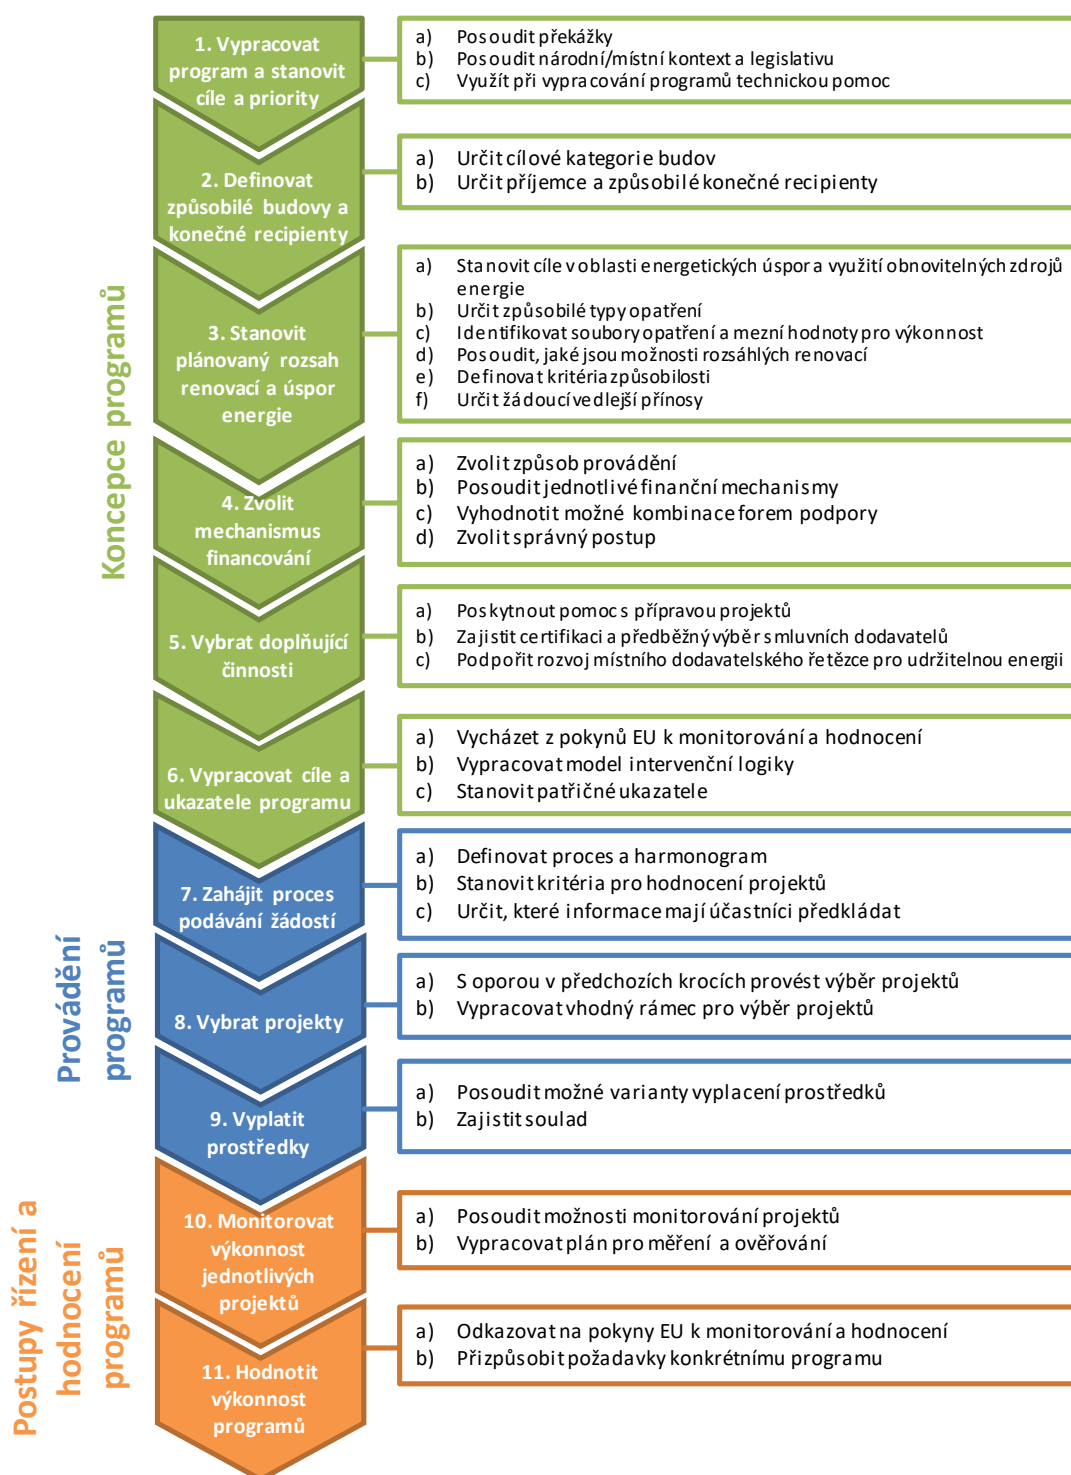 Koncepce programů
1. Vypracovat
program a stanovit
cíle a priority
a) Posoudit překážky
b) Posoudit národní/místní kontext a legislativu
c) Využít při vypracování programů technickou pomoc
2. Definovat
způsobilé budovy a
konečné recipienty
a) Určit cílové kategorie budov
b) Určit příjemce a způsobilé konečné recipienty
3. Stanovit
plánovaný rozsah
renovací a úspor
energie
a) Stanovit cíle v oblasti energetických úspor a využití obnovitelných zdrojů
energie
b) Určit způsobilé typy opatření
c) Identifikovat soubory opatření a mezní hodnoty pro výkonnost
d) Posoudit, jaké jsou možnosti rozsáhlých renovací
e) Definovat kritéria způsobilosti
f) Určit žádoucí vedlejší přínosy
4. Zvolit
mechanismus
financování
a) Zvolit způsob provádění
b) Posoudit jednotlivé finanční mechanismy
c) Vyhodnotit možné kombinace forem podpory
d) Zvolit správný postup
5. Vybrat doplňující
činnosti
a) Poskytnout pomoc s přípravou projektů
b) Zajistit certifikaci a předběžný výběr smluvních dodavatelů
c) Podpořit rozvoj místního dodavatelského řetězce pro udržitelnou energii
6. Vypracovat cíle a
ukazatele programu
a) Vycházet z pokynů EU k monitorování a hodnocení
b) Vypracovat model intervenční logiky
c) Stanovit patřičné ukazatele
Provádění
programů
7. Zahájit proces
podávání žádostí
a) Definovat proces a harmonogram
b) Stanovit kritéria pro hodnocení projektů
c) Určit, které informace mají účastníci předkládat
8. Vybrat projekty
a) S oporou v předchozích krocích provést výběr projektů
b) Vypracovat vhodný rámec pro výběr projektů
9. Vyplatit
prostředky
a) Posoudit možné varianty vyplacení prostředků
b) Zajistit soulad
Postupy řízení a
hodnocení
programů
10. Monitorovat
výkonnost
jednotlivých
projektů
a) Posoudit možnosti monitorování projektů
b) Vypracovat plán pro měření a ověřování
11. Hodnotit
výkonnost
programů
a) Odkazovat na pokyny EU k monitorování a hodnocení
b) Přizpůsobit požadavky konkrétnímu programu